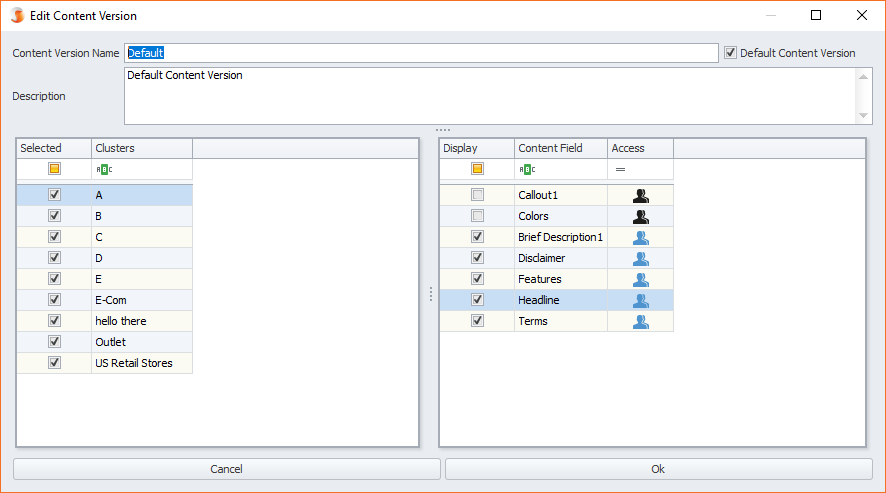 Edit Content Version
Content Version Name Default Default Content Version
Description Default Content Version
Selected Clusters
ABC
A
B
C
D
E
E-Com
hello there
Outlet
US Retail Stores
Display Content Field Access
ABC =
Callout1
Colors
Brief Description1
Disclaimer
Features
Headline
Terms
Cancel Ok